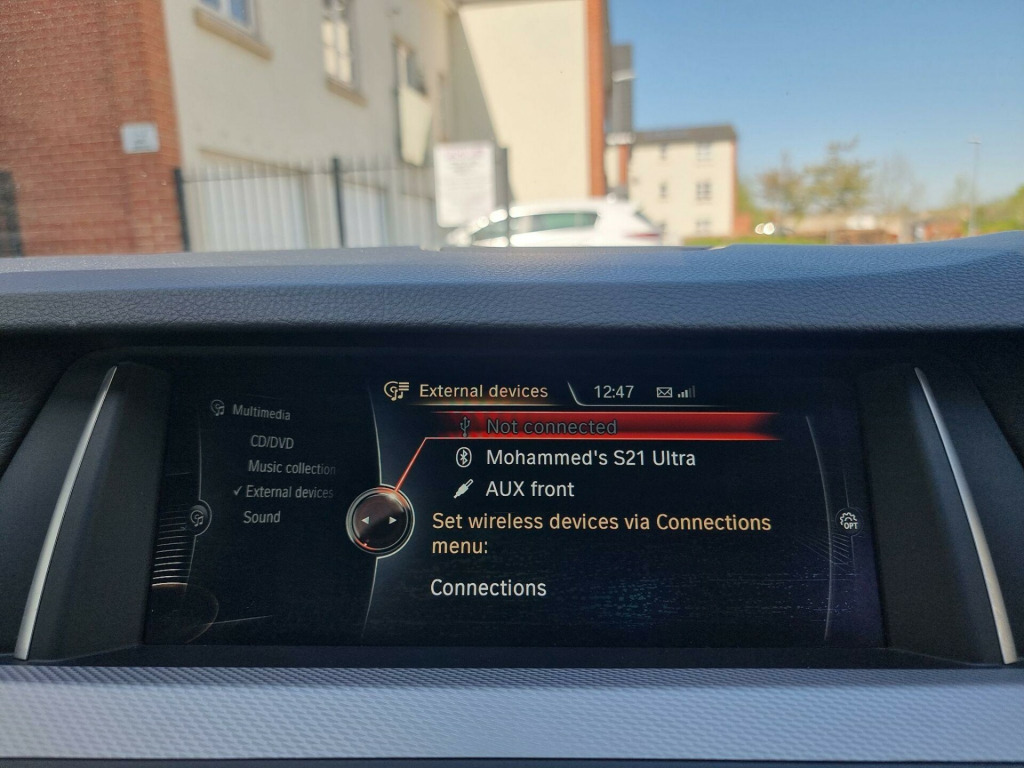 External devices
12:47
Multimedia
CD/DVD
Music collection
External devices
Sound
Not connected
Mohammed's S21 Ultra
AUX front
Set wireless devices via Connections
menu:
Connections
OPT